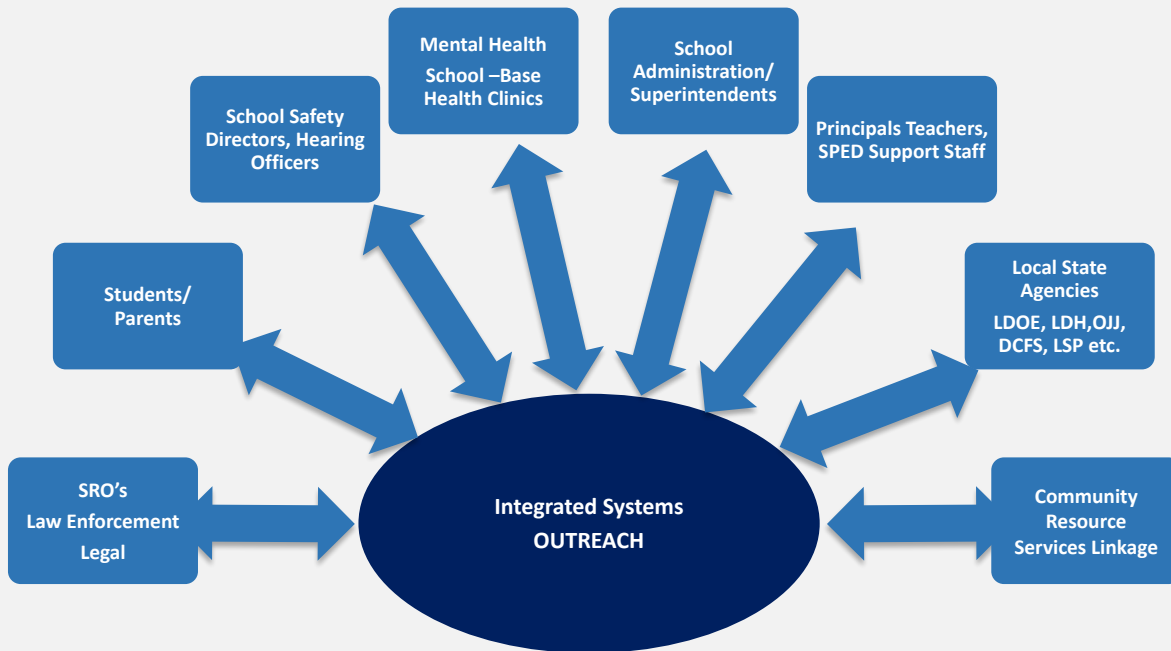 Mental Health
School –Base
Health Clinics
School
Administration/
Superintendents
School Safety
Directors, Hearing
Officers
Principals Teachers,
SPED Support Staff
Students/
Parents
Local State
Agencies
LDOE, LDH,OJJ,
DCFS, LSP etc.
SRO’s
Law Enforcement
Legal
Integrated Systems
OUTREACH
Community
Resource
Services Linkage